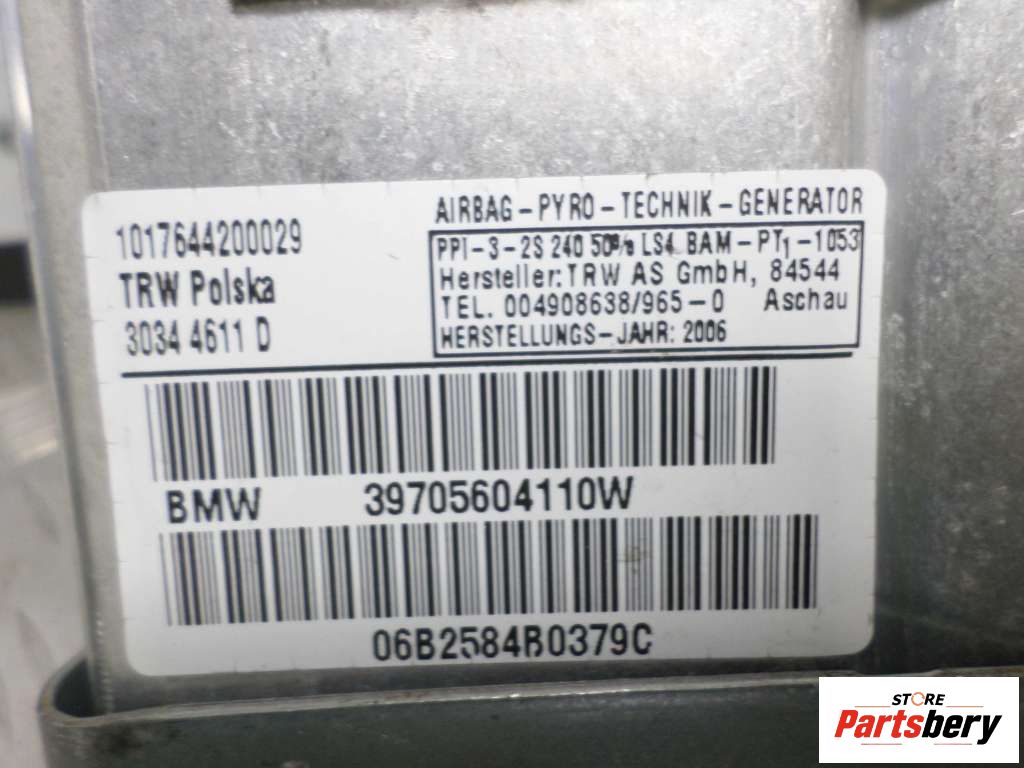 1017644200029
TRW Polska
3034 4611 D
AIRBAG-PYRO-TECHNIK-GENERATOR
PPI-3-2S 240 50% LS4 BAM-PT1-1053
Hersteller: TRW AS GmbH, 84544
TEL. 004908638/965-0 Aschau
HERSTELLUNGS-JAHR: 2006
BMW 39705604110W
06B2584B0379C
STORE
Partsbery